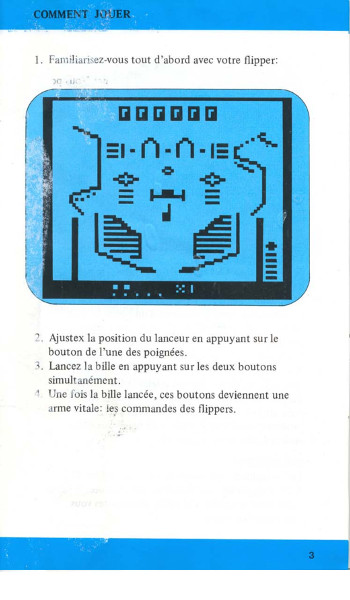 COMMENT JOUER
1. Familiarisez-vous tout d'abord avec votre flipper:
2. Ajustex la position du lanceur en appuyant sur le
bouton de l'une des poignées.
3. Lancez la bille en appuyant sur les deux boutons
simultanément.
4. Une fois la bille lancée, ces boutons deviennent une
arme vitale: les commandes des flippers.
3